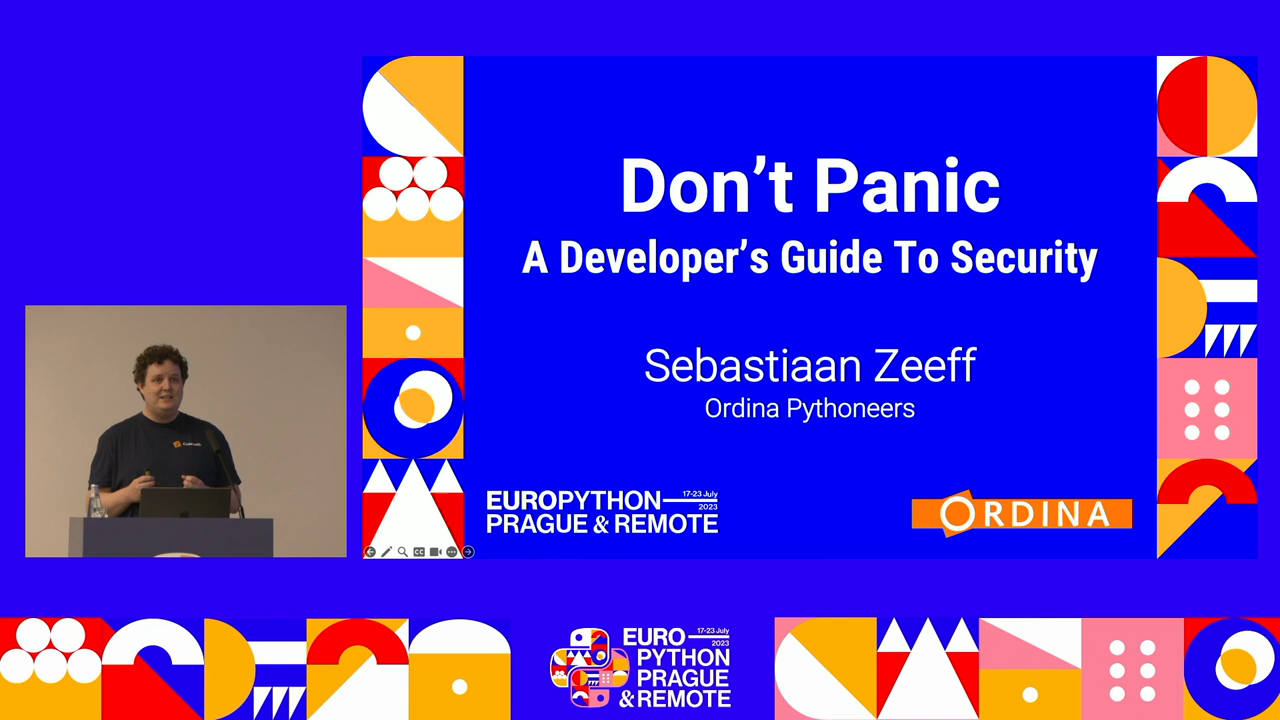 Don’t Panic
A Developer’s Guide To Security
Sebastiaan Zeeff
Ordina Pythoneers
EUROPYTHON 17-23 July
2023
PRAGUE & REMOTE
ORDINA
CC
EURO 17-23 July
2023
PYTHON
PRAGUE
& REMOTE